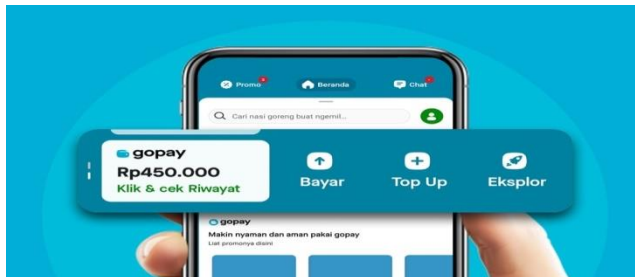 Promo
Beranda
Chat
Cari nasi goreng buat ngemil...
gopay
Rp450.000
Klik & cek Riwayat
Bayar
Top Up
Eksplor
gopay
Makin nyaman dan aman pakai gopay
Liat promonya disini